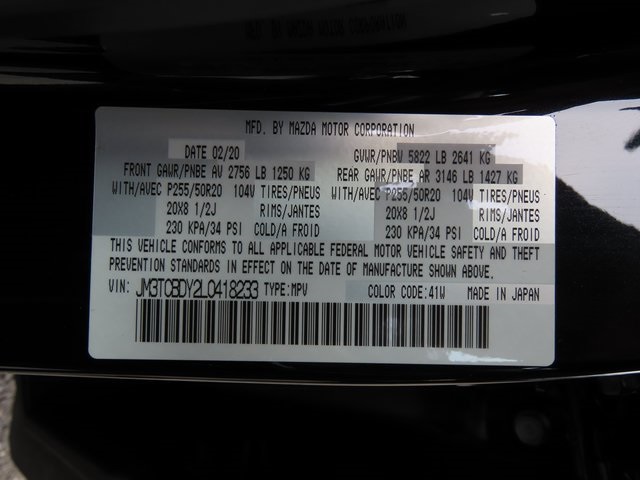 MFD. BY MAZDA MOTOR CORPORATION
DATE 02/20 GVWR/PNBV 5822 LB 2641 KG
FRONT GAWR/PNBE AV 2756 LB 1250 KG REAR GAWR/PNBE AR 3146 LB 1427 KG
WITH/AVEC P255/50R20 104V TIRES/PNEUS WITH/AVEC P255/50R20 104V TIRES/PNEUS
20X8 1/2J RIMS/JANTES 20X8 1/2J RIMS/JANTES
230 KPA/34 PSI COLD/A FROID 230 KPA/34 PSI COLD/A FROID
THIS VEHICLE CONFORMS TO ALL APPLICABLE FEDERAL MOTOR VEHICLE SAFETY AND THEFT
PREVENTION STANDARDS IN EFFECT ON THE DATE OF MANUFACTURE SHOWN ABOVE.
VIN: JM3TCBDY2L0418233 TYPE:MPV COLOR CODE:41W MADE IN JAPAN